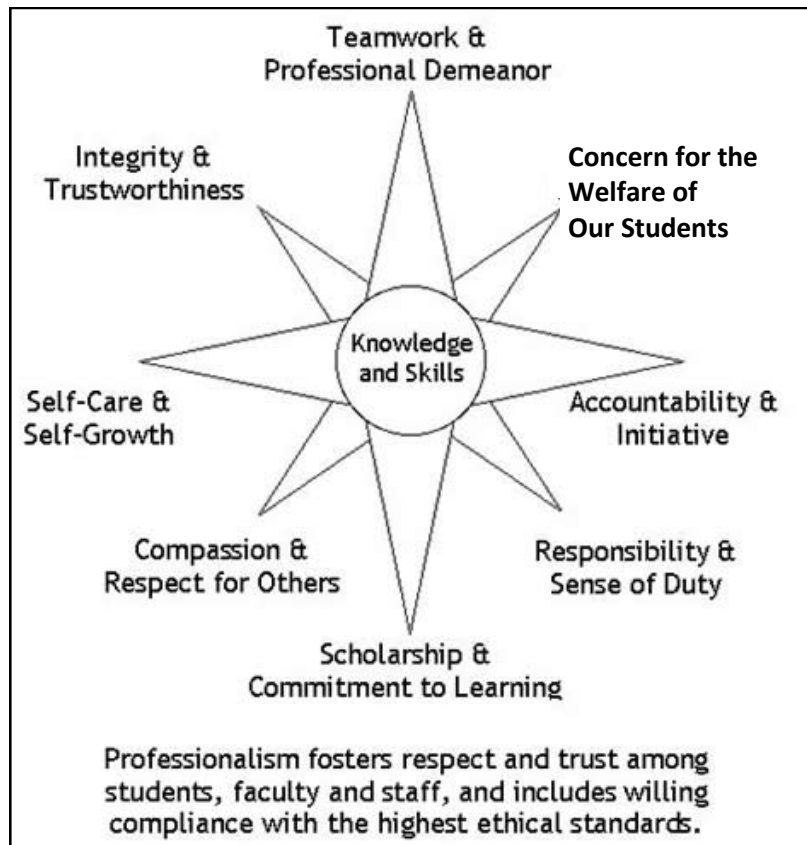 Teamwork &
Professional Demeanor
Integrity &
Trustworthiness
Concern for the
Welfare of
Our Students
Knowledge
and Skills
Self-Care &
Self-Growth
Accountability &
Initiative
Compassion &
Respect for Others
Responsibility &
Sense of Duty
Scholarship &
Commitment to Learning
Professionalism fosters respect and trust among
students, faculty and staff, and includes willing
compliance with the highest ethical standards.